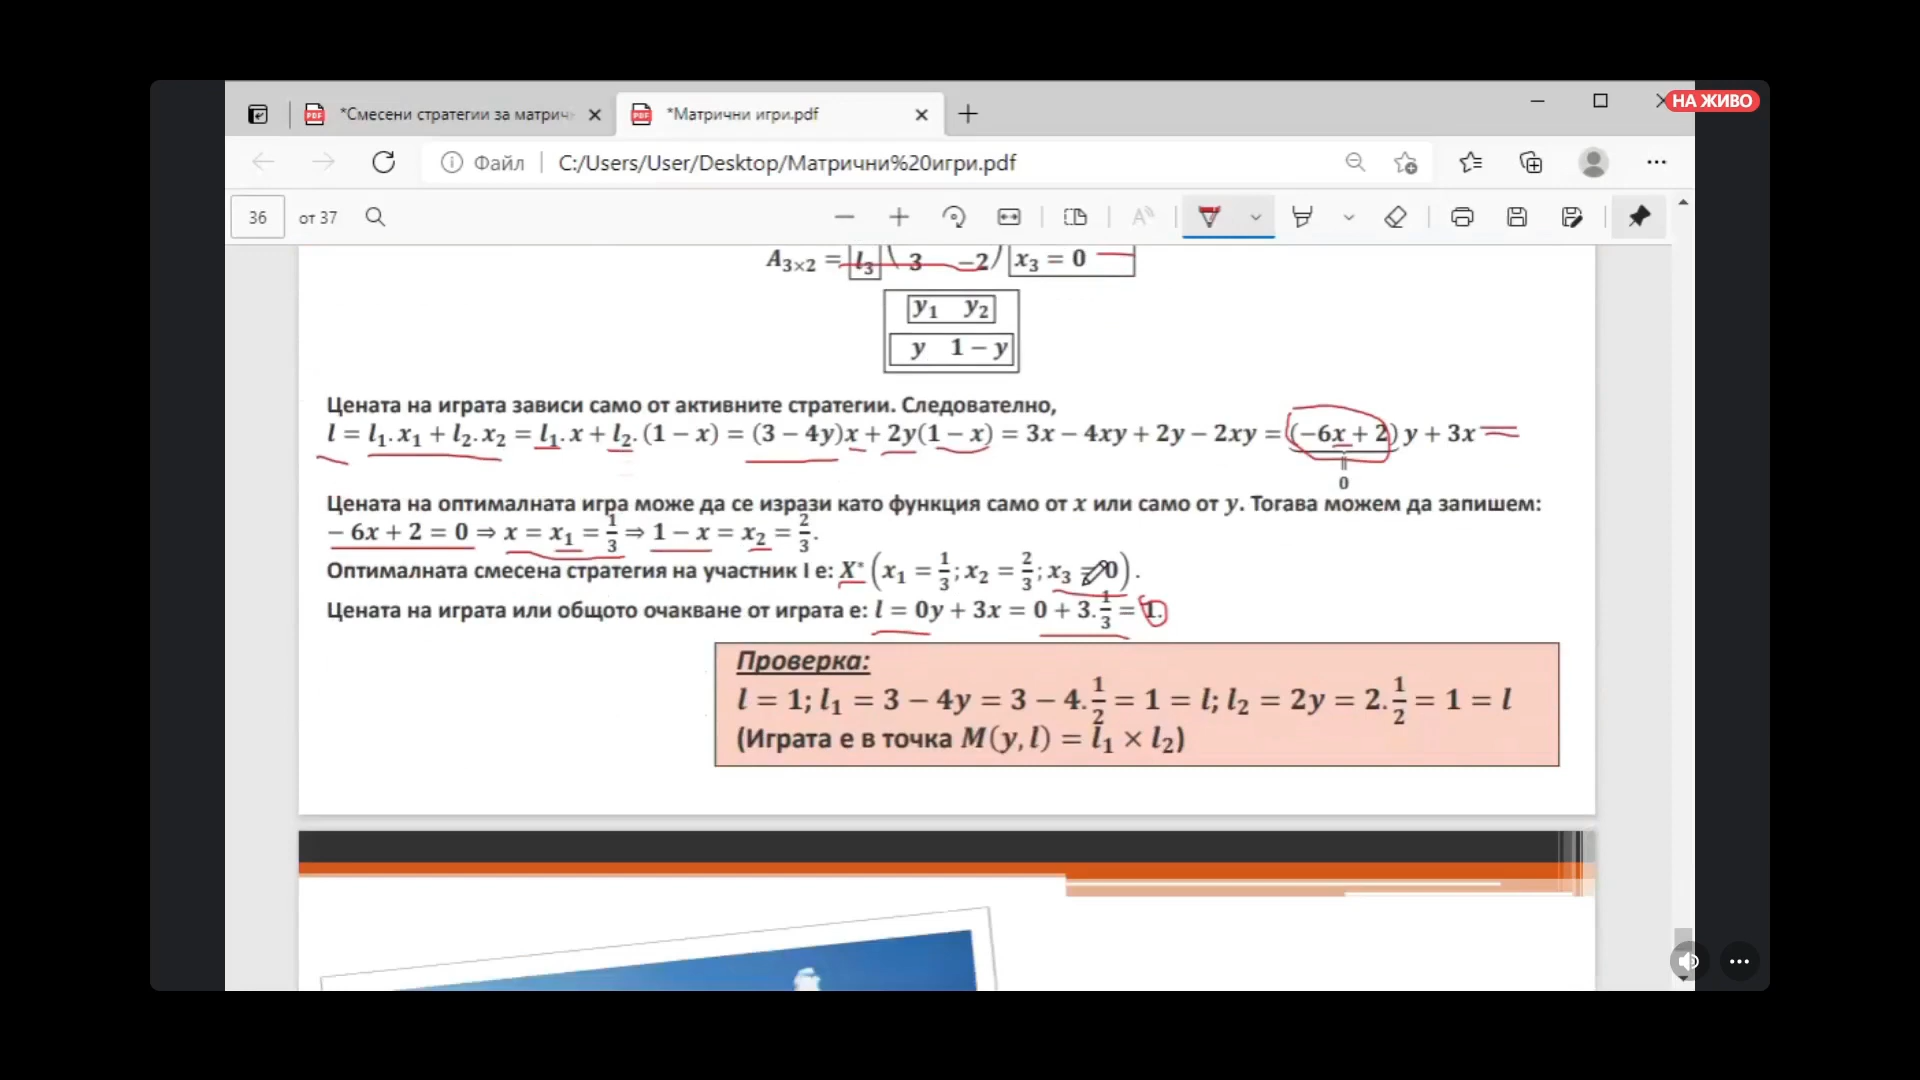 *Смесени стратегии за матрич
*Матрични игри.pdf
НА ЖИВО
Файл C:/Users/User/Desktop/Матрични%20игри.pdf
36 от 37
A₃ₓ₂ = l₃ ( 3 −2 ) x₃ = 0
y₁ y₂
y 1 − y
Цената на играта зависи само от активните стратегии. Следователно,
l = l₁.x₁ + l₂.x₂ = l₁.x + l₂.(1 − x) = (3 − 4y)x + 2y(1 − x) = 3x − 4xy + 2y − 2xy = (−6x + 2)y + 3x
0
Цената на оптималната игра може да се изрази като функция само от x или само от y. Тогава можем да запишем:
− 6x + 2 = 0 ⇒ x = x₁ = 1/3 ⇒ 1 − x = x₂ = 2/3.
Оптималната смесена стратегия на участник I е: X* (x₁ = 1/3; x₂ = 2/3; x₃ = 0).
Цената на играта или общото очакване от играта е: l = 0y + 3x = 0 + 3.1/3 = 1.
Проверка:
l = 1; l₁ = 3 − 4y = 3 − 4.1/2 = 1 = l; l₂ = 2y = 2.1/2 = 1 = l
(Играта е в точка M(y, l) = l₁ × l₂)